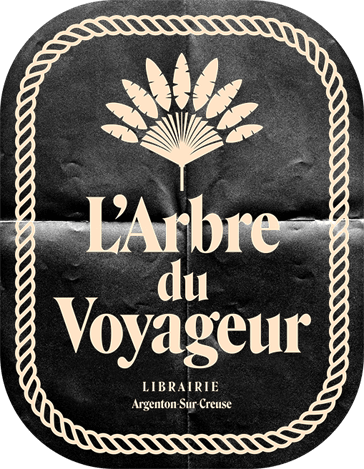 L'Arbre
du
Voyageur
LIBRAIRIE
Argenton-Sur-Creuse